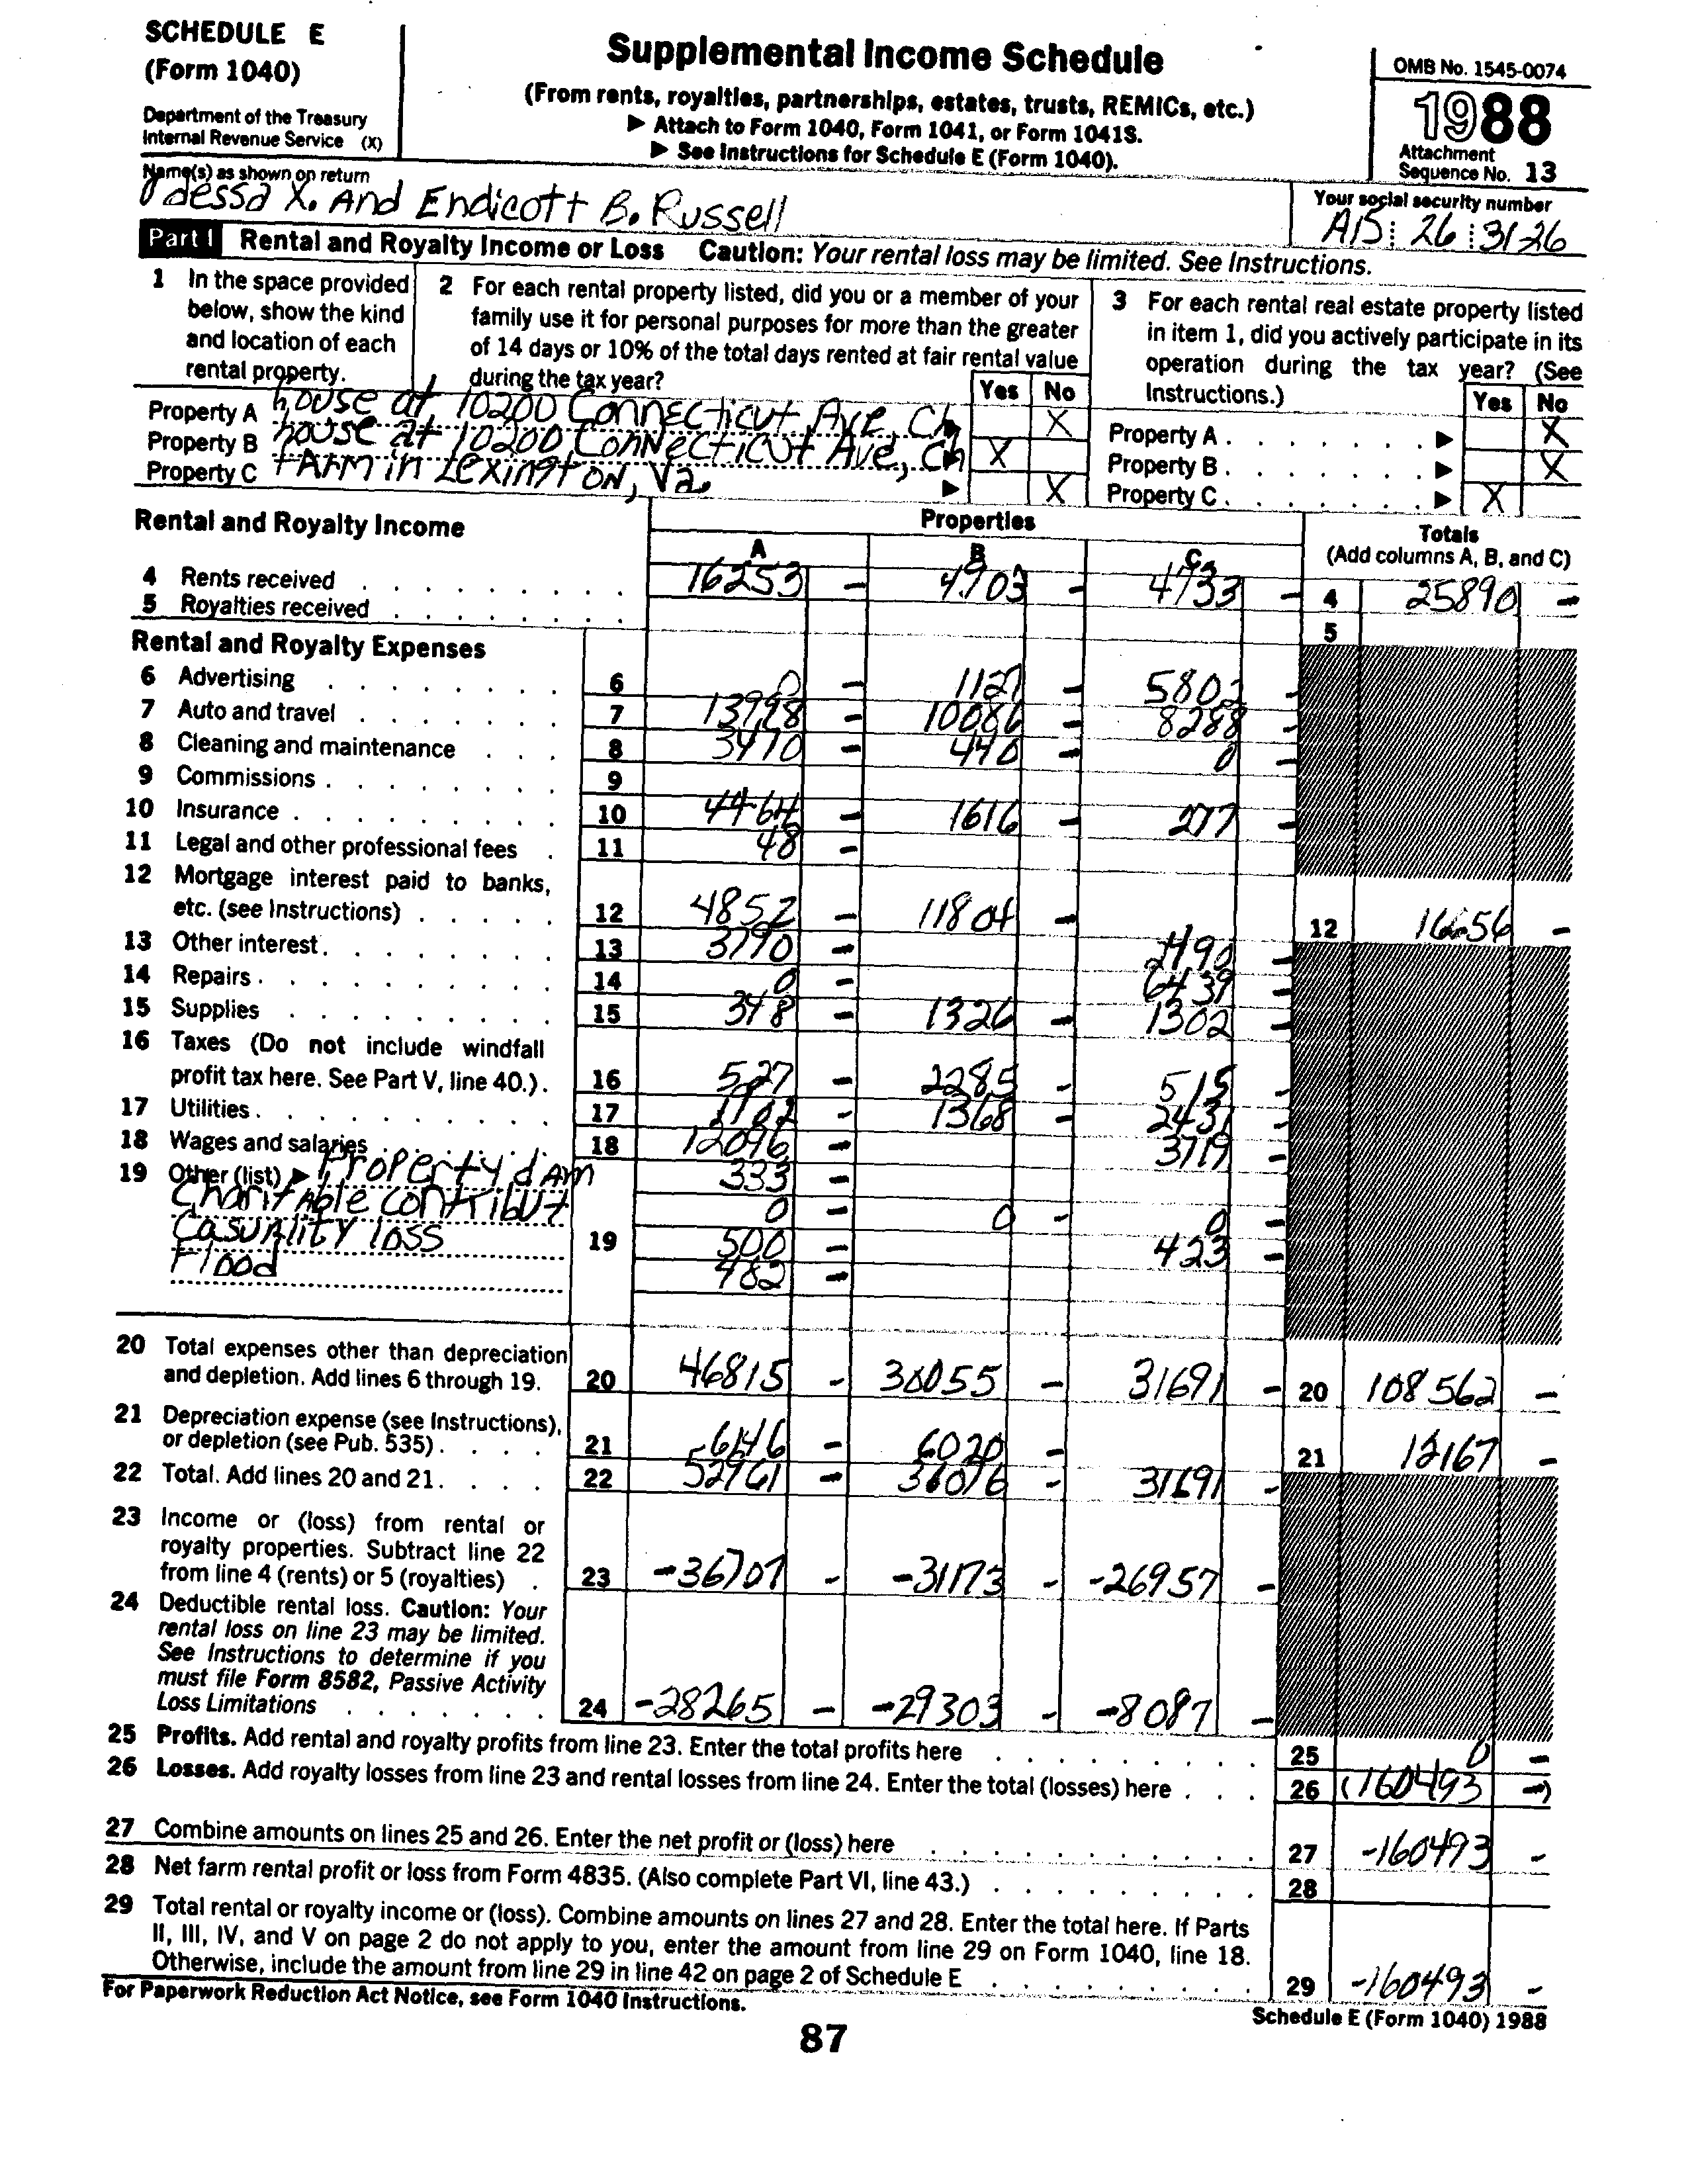 SCHEDULE E
(Form 1040)
Department of the Treasury
Internal Revenue Service (X)
Supplemental Income Schedule
(From rents, royalties, partnerships, estates, trusts, REMICs, etc.)
▶ Attach to Form 1040, Form 1041, or Form 1041S.
▶ See Instructions for Schedule E (Form 1040).
OMB No. 1545-0074
1988
Attachment
Sequence No. 13
Name(s) as shown on return
Odessa X. And Endicott B. Russell
Your social security number
A15 26 3126
Part I Rental and Royalty Income or Loss Caution: Your rental loss may be limited. See Instructions.
1 In the space provided below, show the kind and location of each rental property.
2 For each rental property listed, did you or a member of your family use it for personal purposes for more than the greater of 14 days or 10% of the total days rented at fair rental value during the tax year?
3 For each rental real estate property listed in item 1, did you actively participate in its operation during the tax year? (See Instructions.)
Yes No
Yes No
Property A house at 10200 Connecticut Ave, Ch X Property A . . . . . . . ▶ X
Property B house at 10200 Connecticut Ave, Ch X Property B . . . . . . . ▶ X
Property C farm in Lexington, Va ▶ X Property C . . . . . . . ▶ X
Rental and Royalty Income
Properties
A B C
Totals
(Add columns A, B, and C)
4 Rents received 16253 – 4903 – 4733 – 4 25890 –
5 Royalties received 5
Rental and Royalty Expenses
6 Advertising 6 0 – 1127 – 5802 –
7 Auto and travel 7 13998 – 10086 – 8288 –
8 Cleaning and maintenance 8 3470 – 440 – 0 –
9 Commissions 9
10 Insurance 10 4464 – 1616 – 277 –
11 Legal and other professional fees 11 48 –
12 Mortgage interest paid to banks,
etc. (see Instructions) 12 4852 – 11804 – 12 16656 –
13 Other interest 13 3790 – 2490 –
14 Repairs 14 0 – 6439 –
15 Supplies 15 348 – 1326 – 1302 –
16 Taxes (Do not include windfall
profit tax here. See Part V, line 40.) 16 527 – 2285 – 515 –
17 Utilities 17 1702 – 1368 – 2431 –
18 Wages and salaries 18 12096 – 3719 –
19 Other (list) ▶ Property dam 333 –
Charitable contribut 0 – 0 – 0 –
Casuality loss 19 500 – 423 –
Flood 482 –
20 Total expenses other than depreciation
and depletion. Add lines 6 through 19. 20 46815 – 30055 – 31691 – 20 108562 –
21 Depreciation expense (see Instructions),
or depletion (see Pub. 535) 21 6146 – 6020 – 21 12167 –
22 Total. Add lines 20 and 21 22 52961 – 36076 – 31691 –
23 Income or (loss) from rental or
royalty properties. Subtract line 22
from line 4 (rents) or 5 (royalties) 23 -36707 – -31173 – -26957 –
24 Deductible rental loss. Caution: Your
rental loss on line 23 may be limited.
See Instructions to determine if you
must file Form 8582, Passive Activity
Loss Limitations 24 -28265 – -29303 – -8087 –
25 Profits. Add rental and royalty profits from line 23. Enter the total profits here 25 0 –
26 Losses. Add royalty losses from line 23 and rental losses from line 24. Enter the total (losses) here 26 (160493 –)
27 Combine amounts on lines 25 and 26. Enter the net profit or (loss) here 27 -160493 –
28 Net farm rental profit or loss from Form 4835. (Also complete Part VI, line 43.) 28
29 Total rental or royalty income or (loss). Combine amounts on lines 27 and 28. Enter the total here. If Parts
II, III, IV, and V on page 2 do not apply to you, enter the amount from line 29 on Form 1040, line 18.
Otherwise, include the amount from line 29 in line 42 on page 2 of Schedule E 29 -160493 –
For Paperwork Reduction Act Notice, see Form 1040 Instructions.
Schedule E (Form 1040) 1988
87